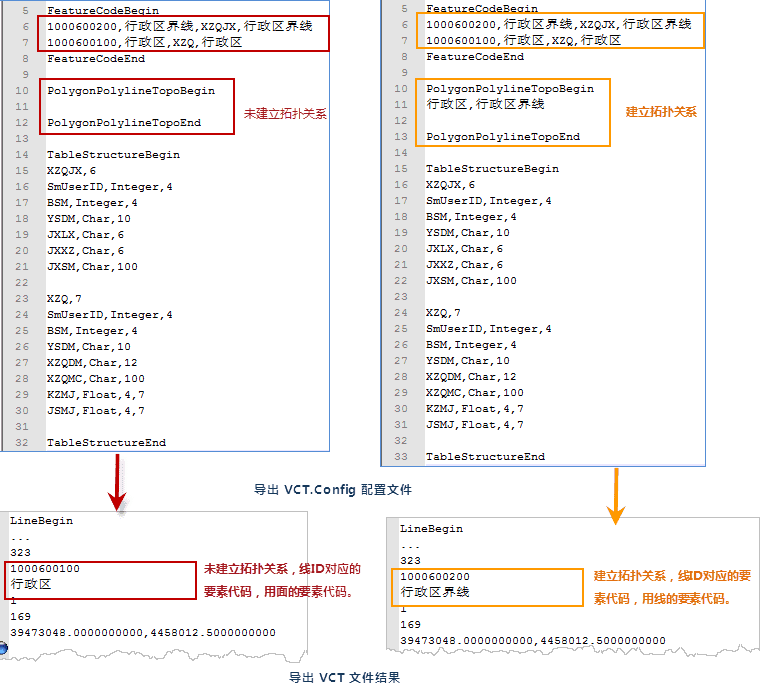 5 FeatureCodeBegin
6 1000600200,行政区界线,XZQJX,行政区界线
7 1000600100,行政区,XZQ,行政区
8 FeatureCodeEnd
9
10 PolygonPolylineTopoBegin
11
12 PolygonPolylineTopoEnd
13
14 TableStructureBegin
15 XZQJX,6
16 SmUserID,Integer,4
17 BSM,Integer,4
18 YSDM,Char,10
19 JXLX,Char,6
20 JXXZ,Char,6
21 JXSM,Char,100
22
23 XZQ,7
24 SmUserID,Integer,4
25 BSM,Integer,4
26 YSDM,Char,10
27 XZQDM,Char,12
28 XZQMC,Char,100
29 KZMJ,Float,4,7
30 JSMJ,Float,4,7
31
32 TableStructureEnd
未建立拓扑关系
5 FeatureCodeBegin
6 1000600200,行政区界线,XZQJX,行政区界线
7 1000600100,行政区,XZQ,行政区
8 FeatureCodeEnd
9
10 PolygonPolylineTopoBegin
11 行政区,行政区界线
12
13 PolygonPolylineTopoEnd
14
15 TableStructureBegin
16 XZQJX,6
17 SmUserID,Integer,4
18 BSM,Integer,4
19 YSDM,Char,10
20 JXLX,Char,6
21 JXXZ,Char,6
22 JXSM,Char,100
23
24 XZQ,7
25 SmUserID,Integer,4
26 BSM,Integer,4
27 YSDM,Char,10
28 XZQDM,Char,12
29 XZQMC,Char,100
30 KZMJ,Float,4,7
31 JSMJ,Float,4,7
32
33 TableStructureEnd
建立拓扑关系
导出 VCT.Config 配置文件
LineBegin
...
323
1000600100
行政区
1
169
39473048.0000000000,4458012.5000000000
未建立拓扑关系，线ID对应的
要素代码，用面的要素代码。
LineBegin
...
323
1000600200
行政区界线
1
169
39473048.0000000000,4458012.5000000000
建立拓扑关系，线ID对应的要
素代码，用线的要素代码。
导出 VCT 文件结果